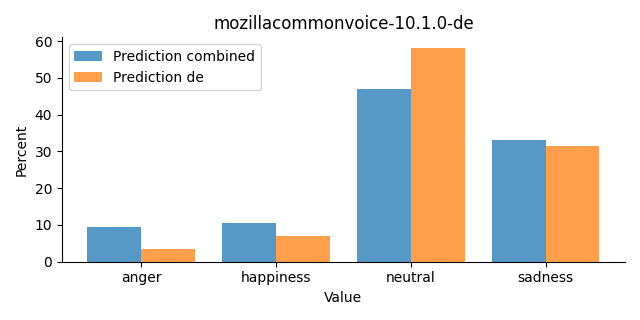 mozillacommonvoice-10.1.0-de
Prediction combined
Prediction de
Percent
60
50
40
30
20
10
0
anger happiness neutral sadness
Value